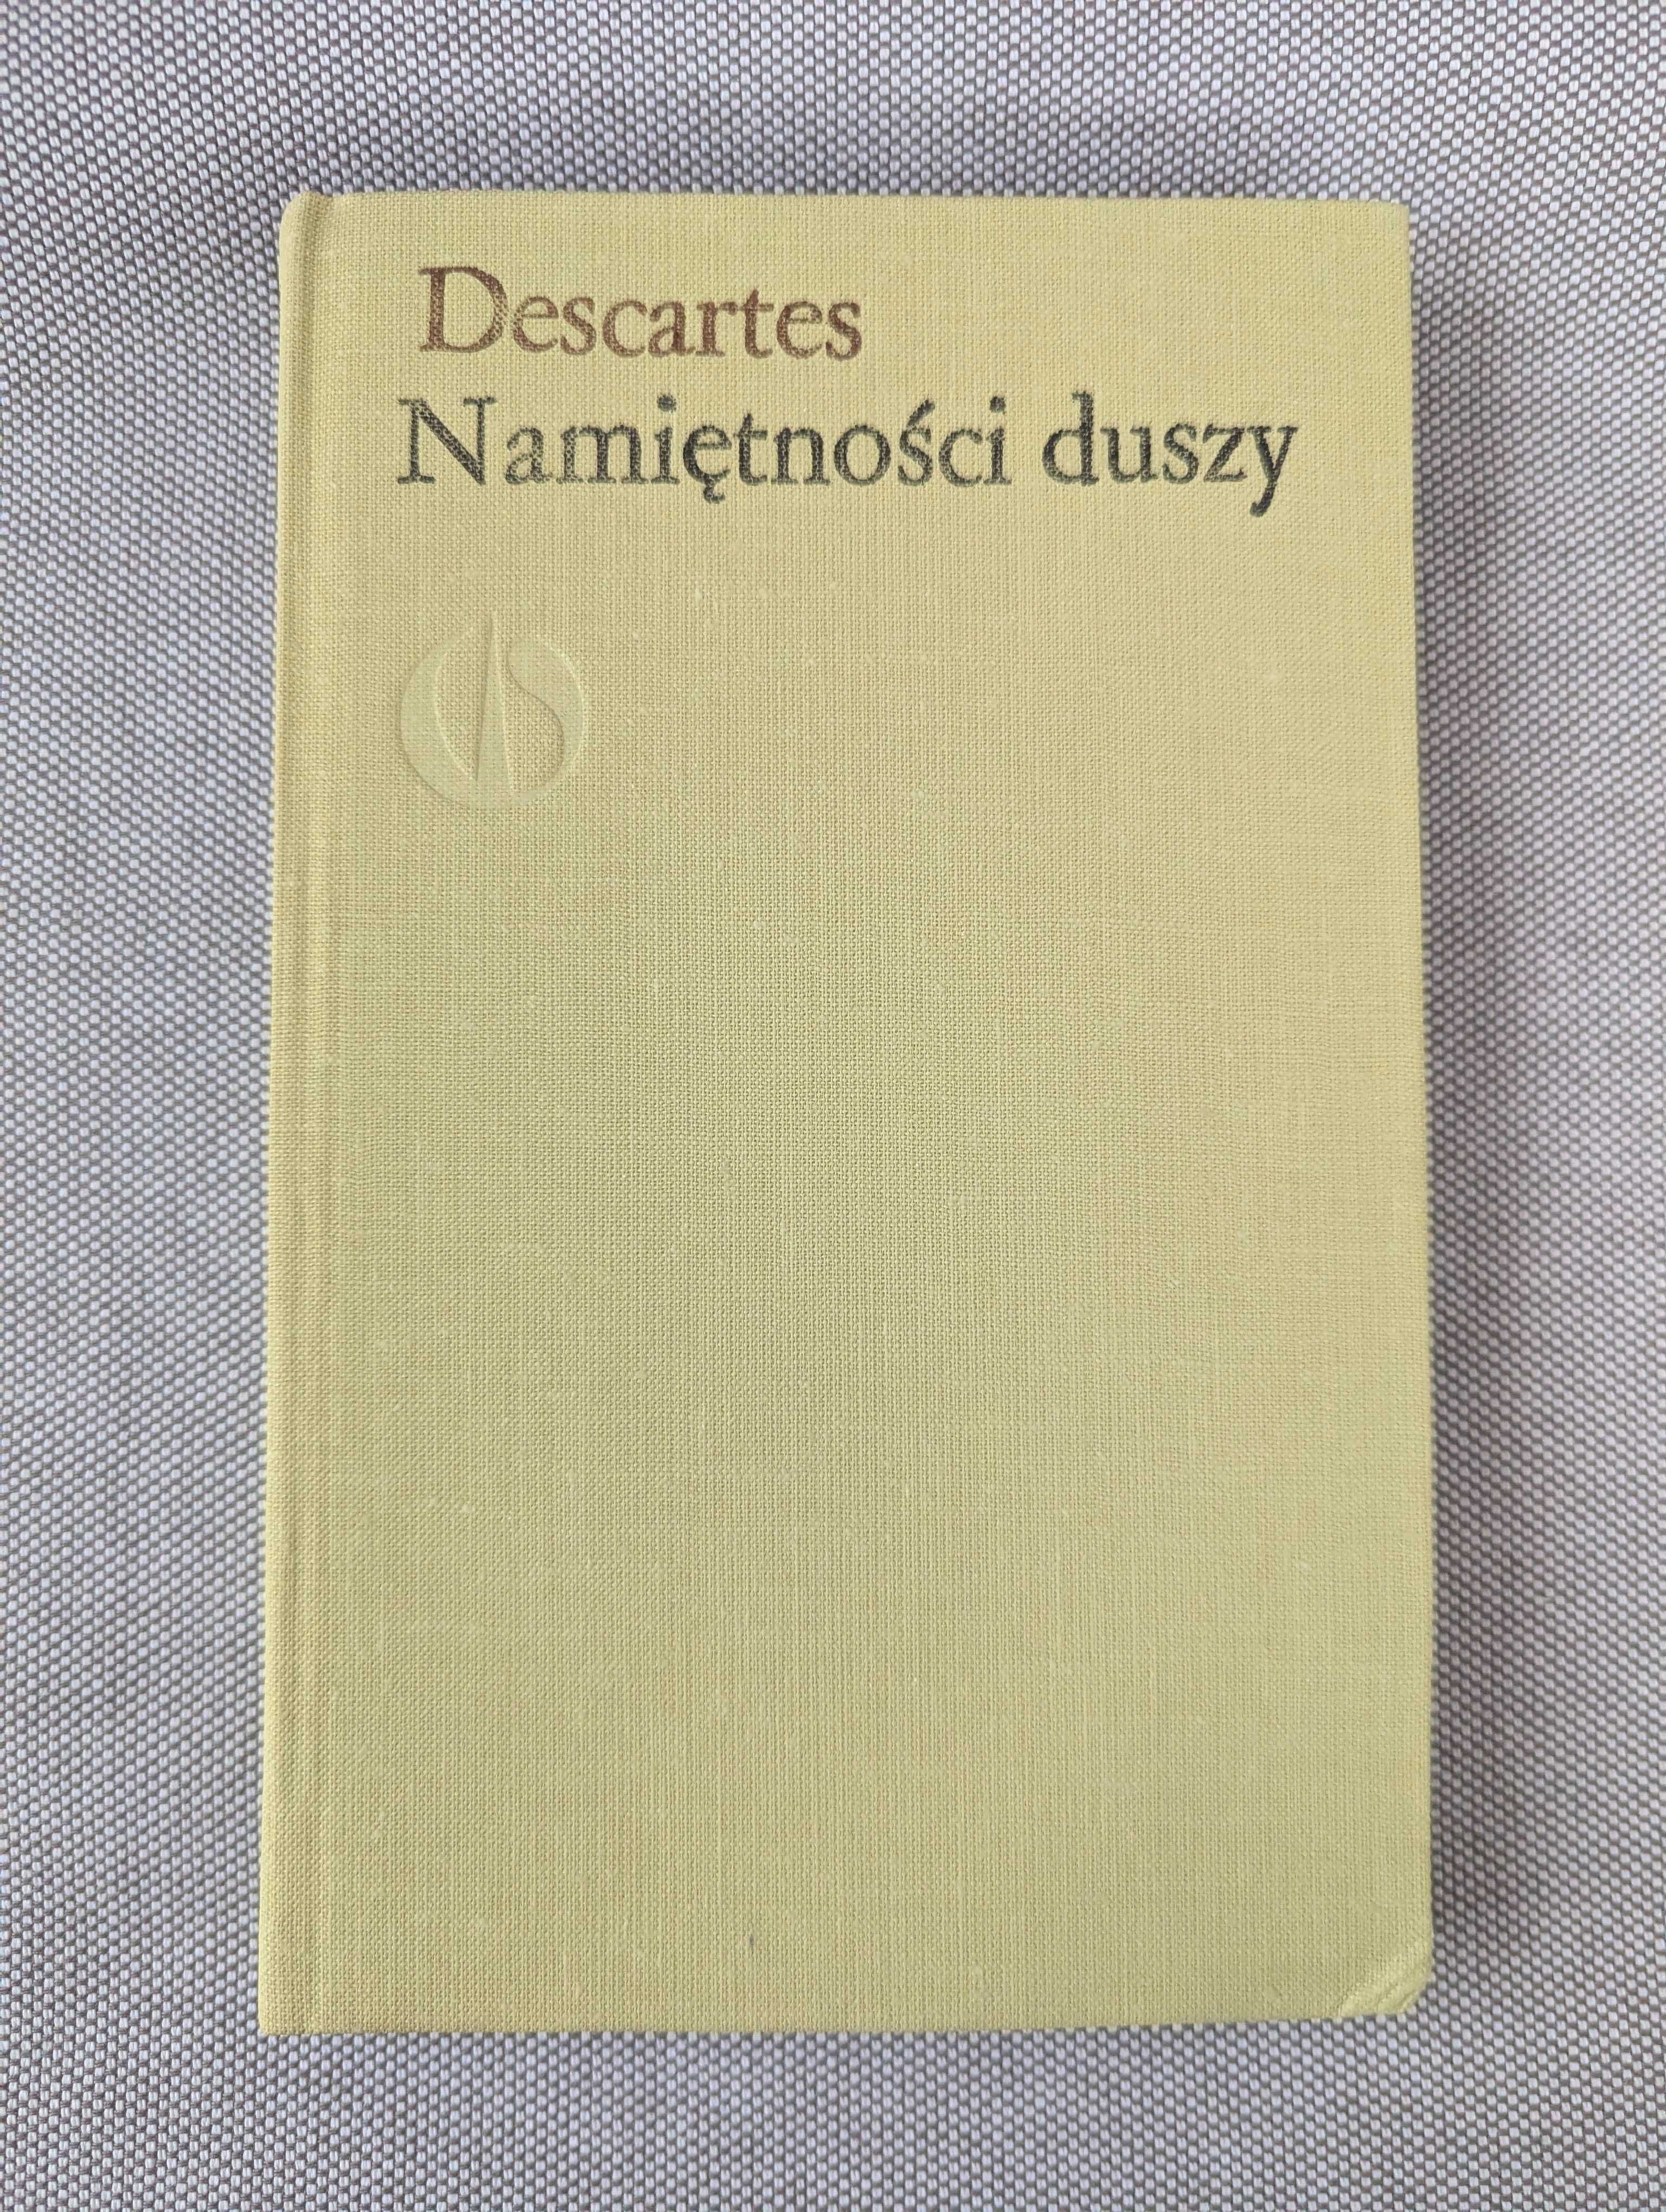 Descartes
Namiętności duszy